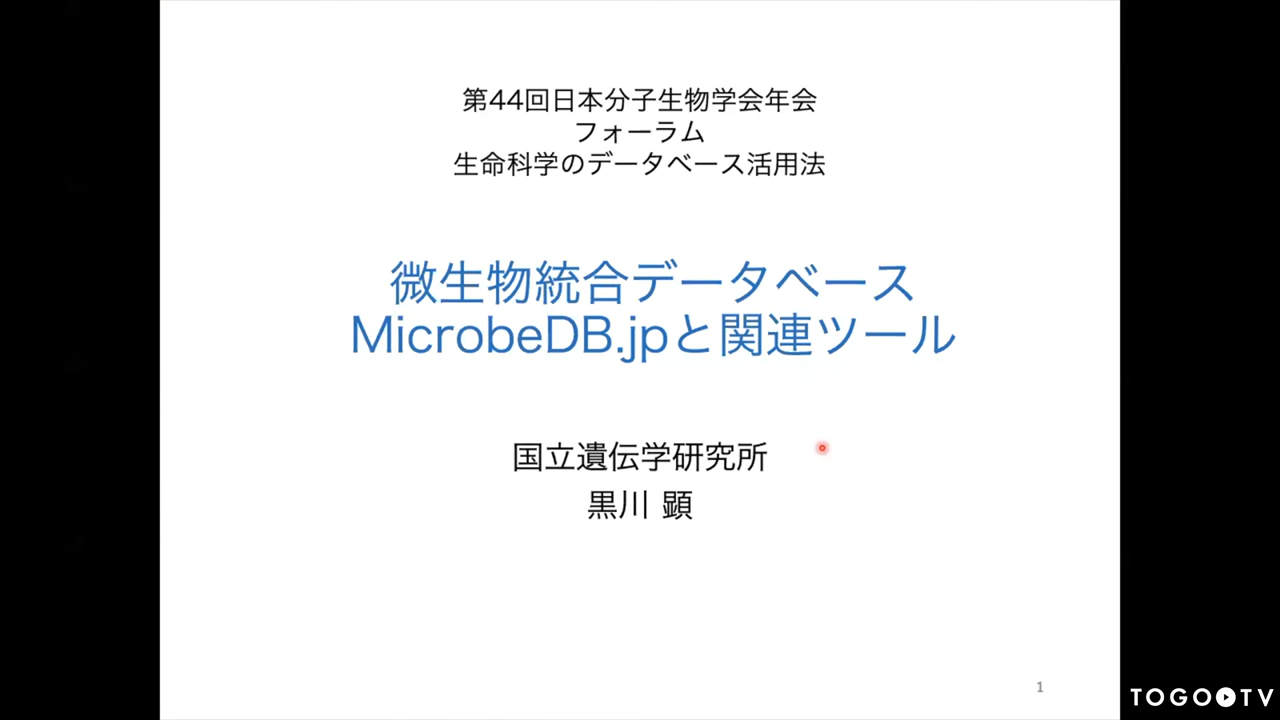 第44回日本分子生物学会年会
フォーラム
生命科学のデータベース活用法
微生物統合データベース
MicrobeDB.jpと関連ツール
国立遺伝学研究所
黒川 顕
1
TOGOTV